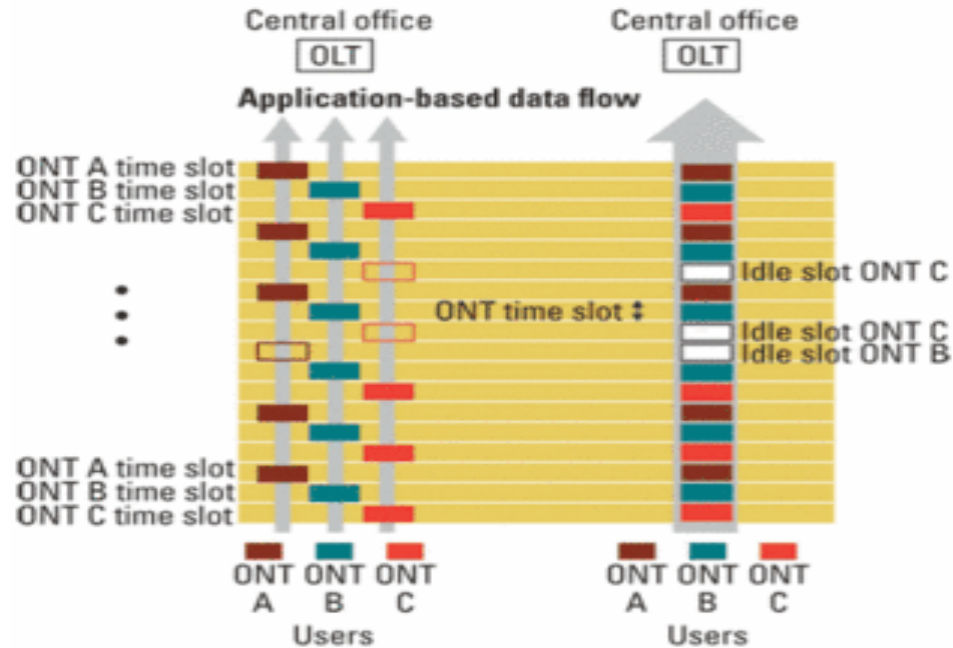 Central office
OLT
Central office
OLT
Application-based data flow
ONT A time slot
ONT B time slot
ONT C time slot
Idle slot ONT C
ONT time slot
Idle slot ONT C
Idle slot ONT B
ONT A time slot
ONT B time slot
ONT C time slot
ONT ONT ONT
A B C
Users
ONT ONT ONT
A B C
Users